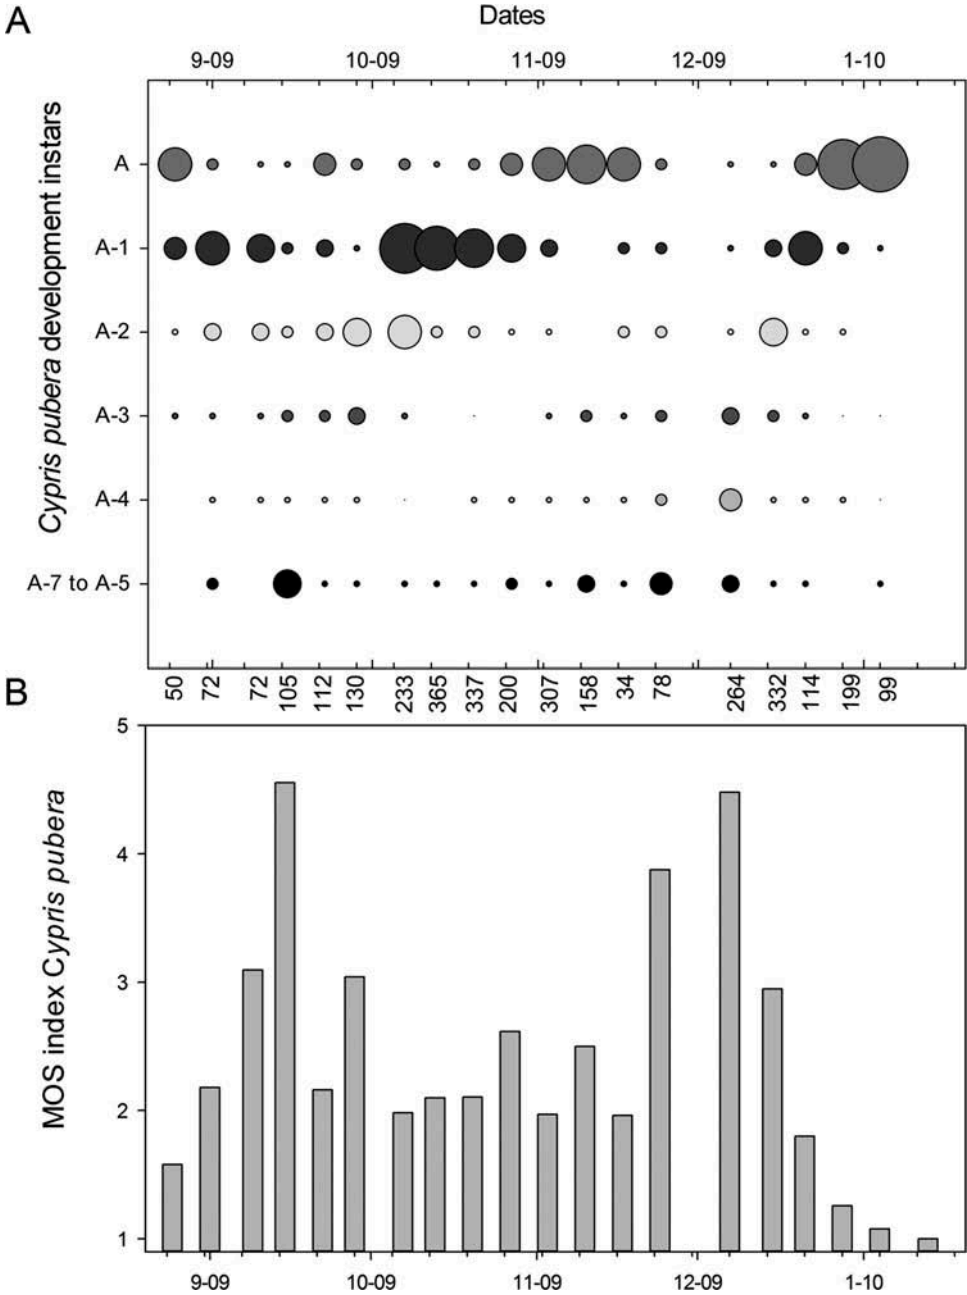 A
Dates
9-09 10-09 11-09 12-09 1-10
Cypris pubera development instars
A
A-1
A-2
A-3
A-4
A-7 to A-5
50 72 72 105 112 130 233 365 337 200 307 158 34 78 264 332 114 199 99
B
MOS index Cypris pubera
5
4
3
2
1
9-09 10-09 11-09 12-09 1-10